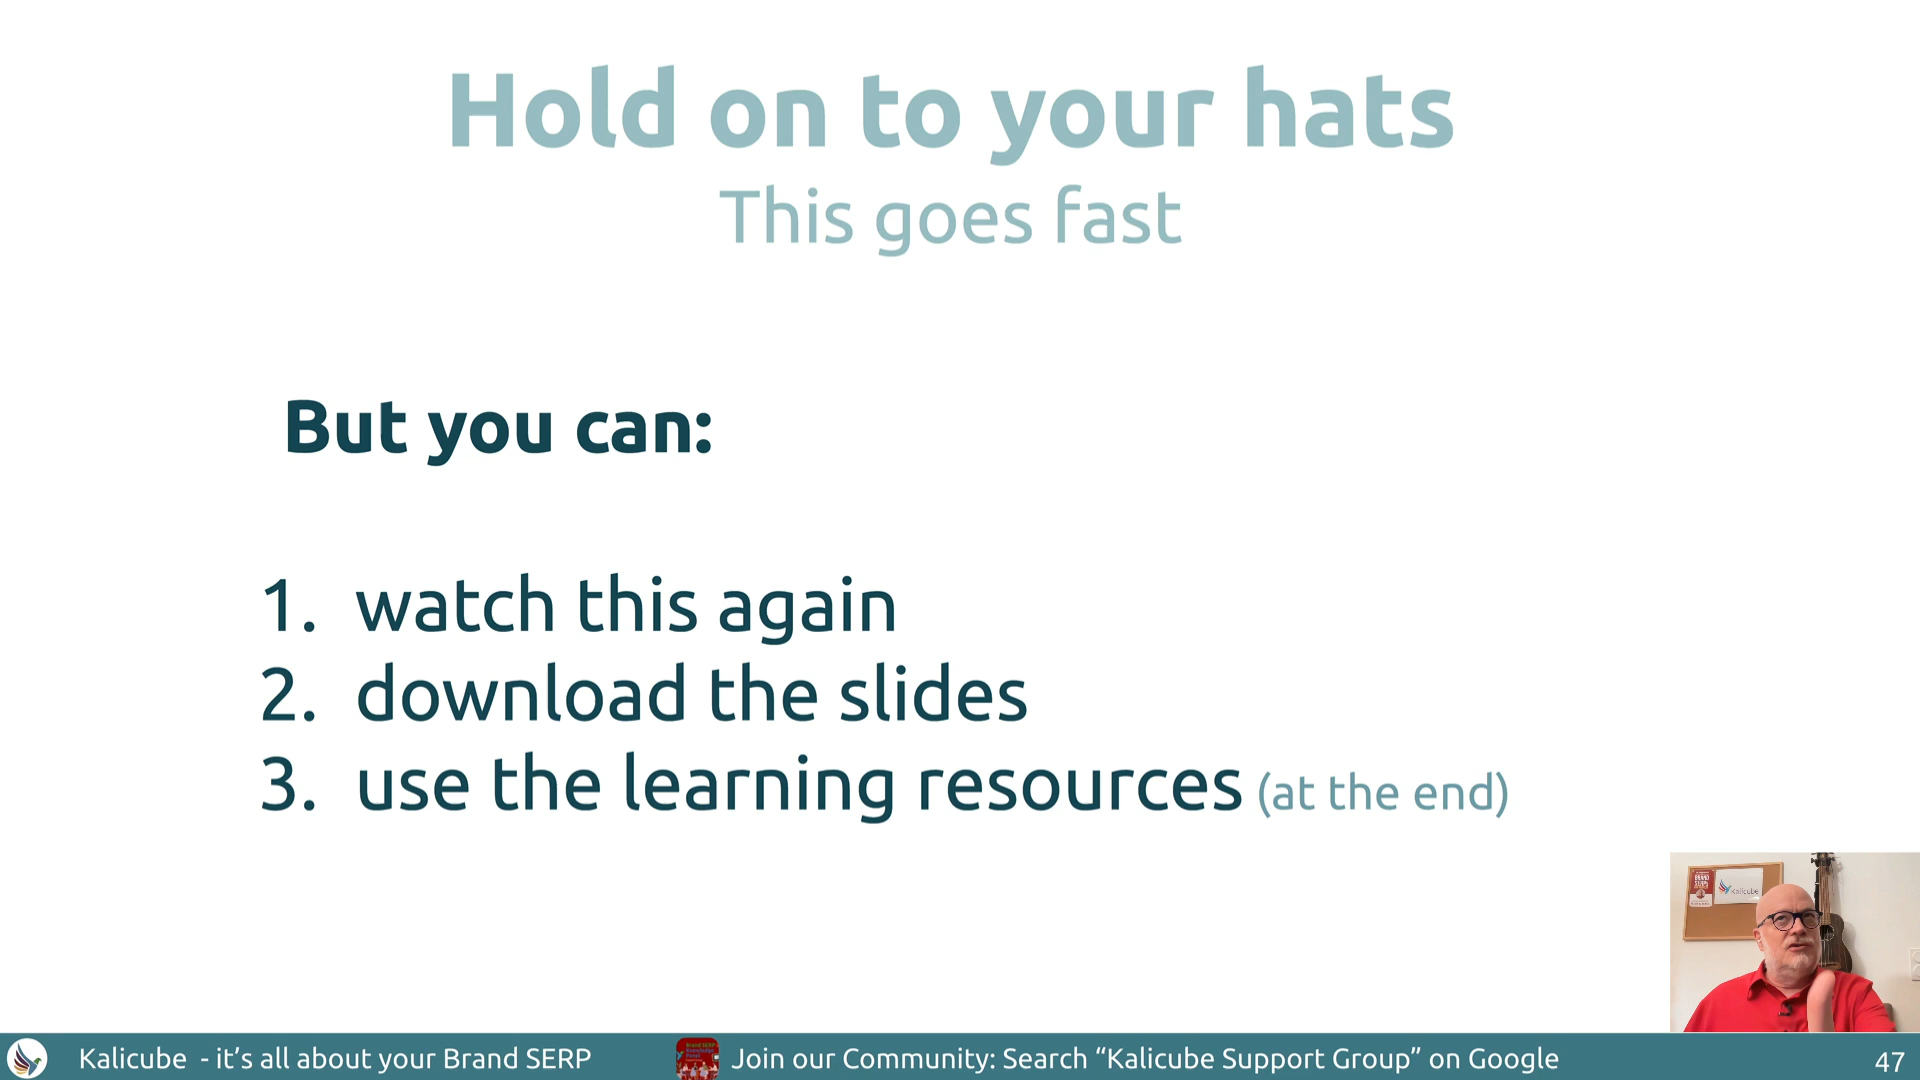 Hold on to your hats
This goes fast
But you can:
1. watch this again
2. download the slides
3. use the learning resources (at the end)
Kalicube
Kalicube - it’s all about your Brand SERP
Join our Community: Search “Kalicube Support Group” on Google
47